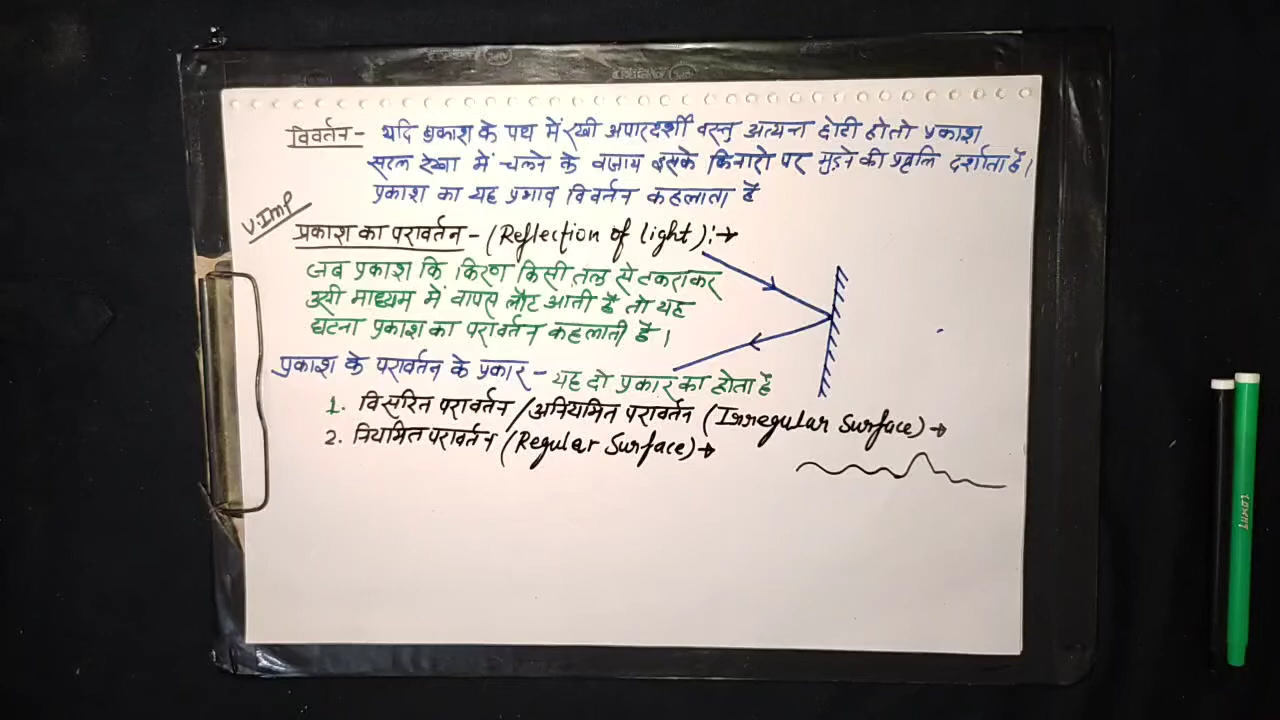 विवर्तन - यदि प्रकाश के पथ में रखी अपारदर्शी वस्तु अत्यन्त छोटी हो तो प्रकाश
सरल रेखा में चलने के बजाय इसके किनारो पर मुड़ने की प्रवृति दर्शाता है।
प्रकाश का यह प्रभाव विवर्तन कहलाता है
V.Imp
प्रकाश का परावर्तन - (Reflection of light) :→
जब प्रकाश कि किरण किसी तल से टकराकर
उसी माध्यम में वापस लौट आती है तो यह
घटना प्रकाश का परावर्तन कहलाती है।
प्रकाश के परावर्तन के प्रकार - यह दो प्रकार का होता है
1. विसरित परावर्तन / अनियमित परावर्तन (Irregular Surface) →
2. नियमित परावर्तन (Regular Surface) →